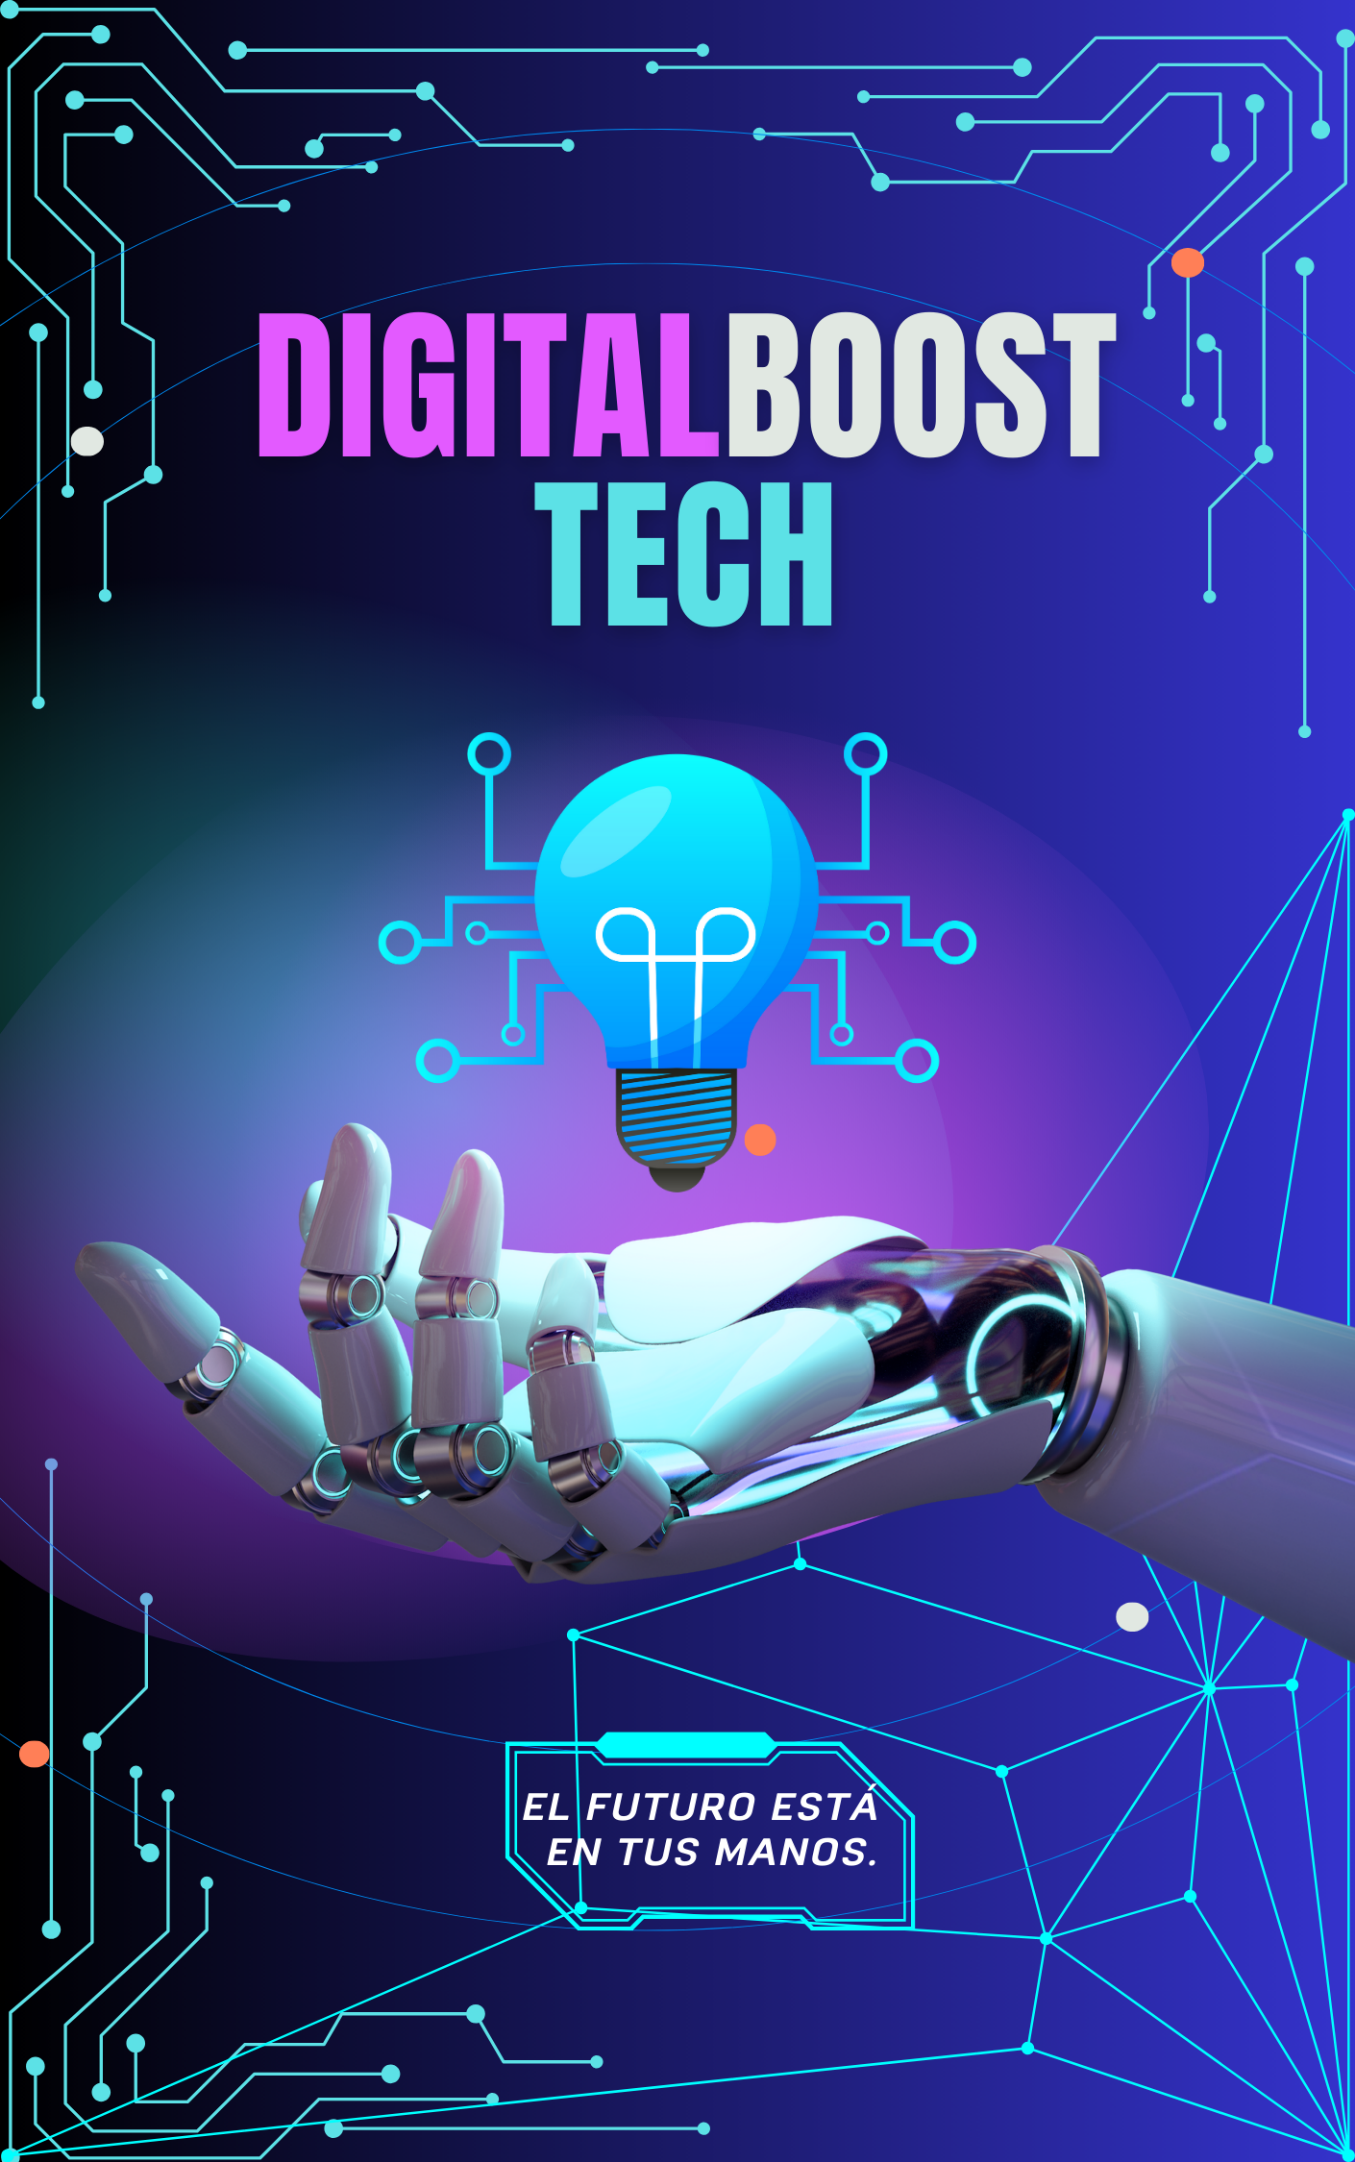 DIGITALBOOST
TECH
EL FUTURO ESTÁ
EN TUS MANOS.